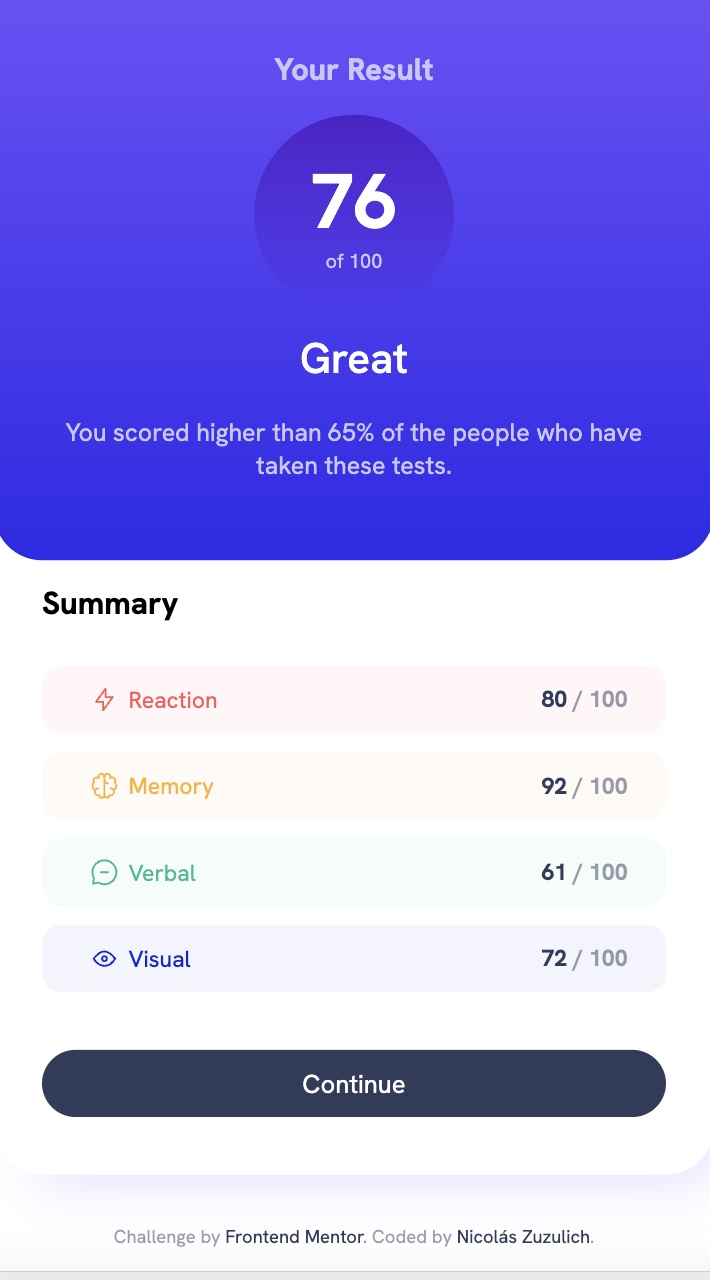 Your Result
76
of 100
Great
You scored higher than 65% of the people who have
taken these tests.
Summary
Reaction 80 / 100
Memory 92 / 100
Verbal 61 / 100
Visual 72 / 100
Continue
Challenge by Frontend Mentor. Coded by Nicolás Zuzulich.